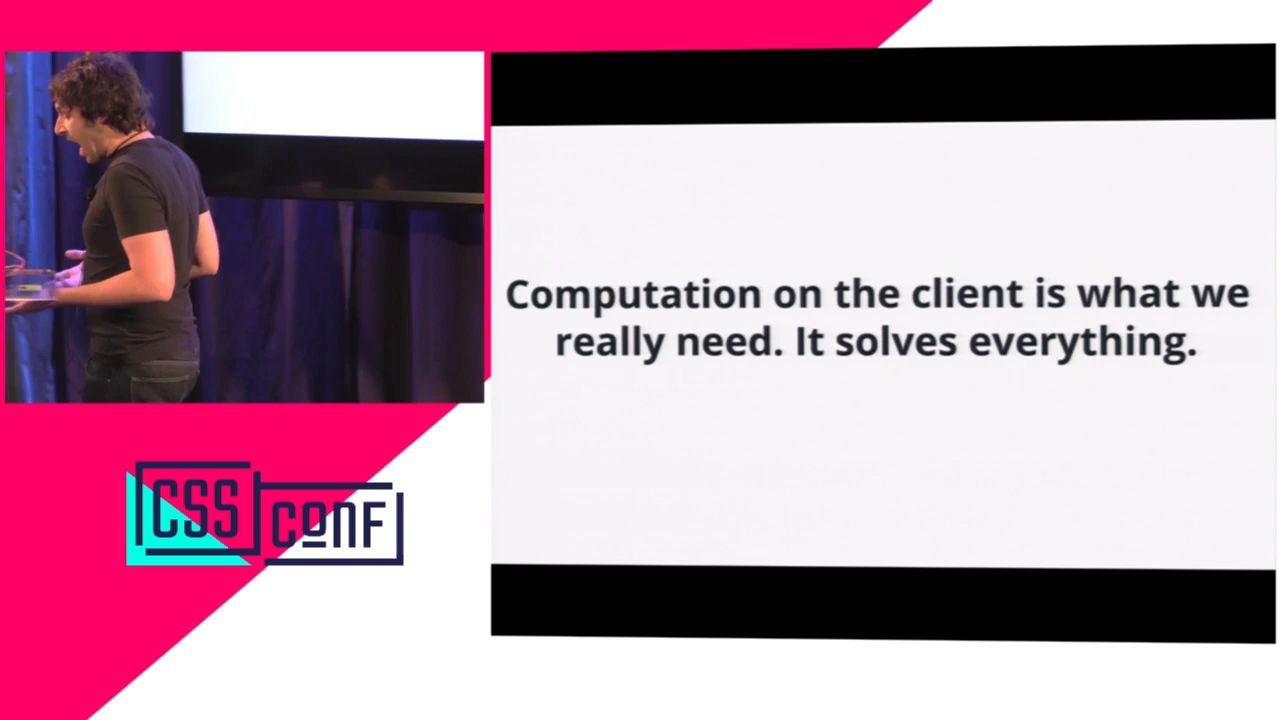 Computation on the client is what we
really need. It solves everything.
CSS
CONF